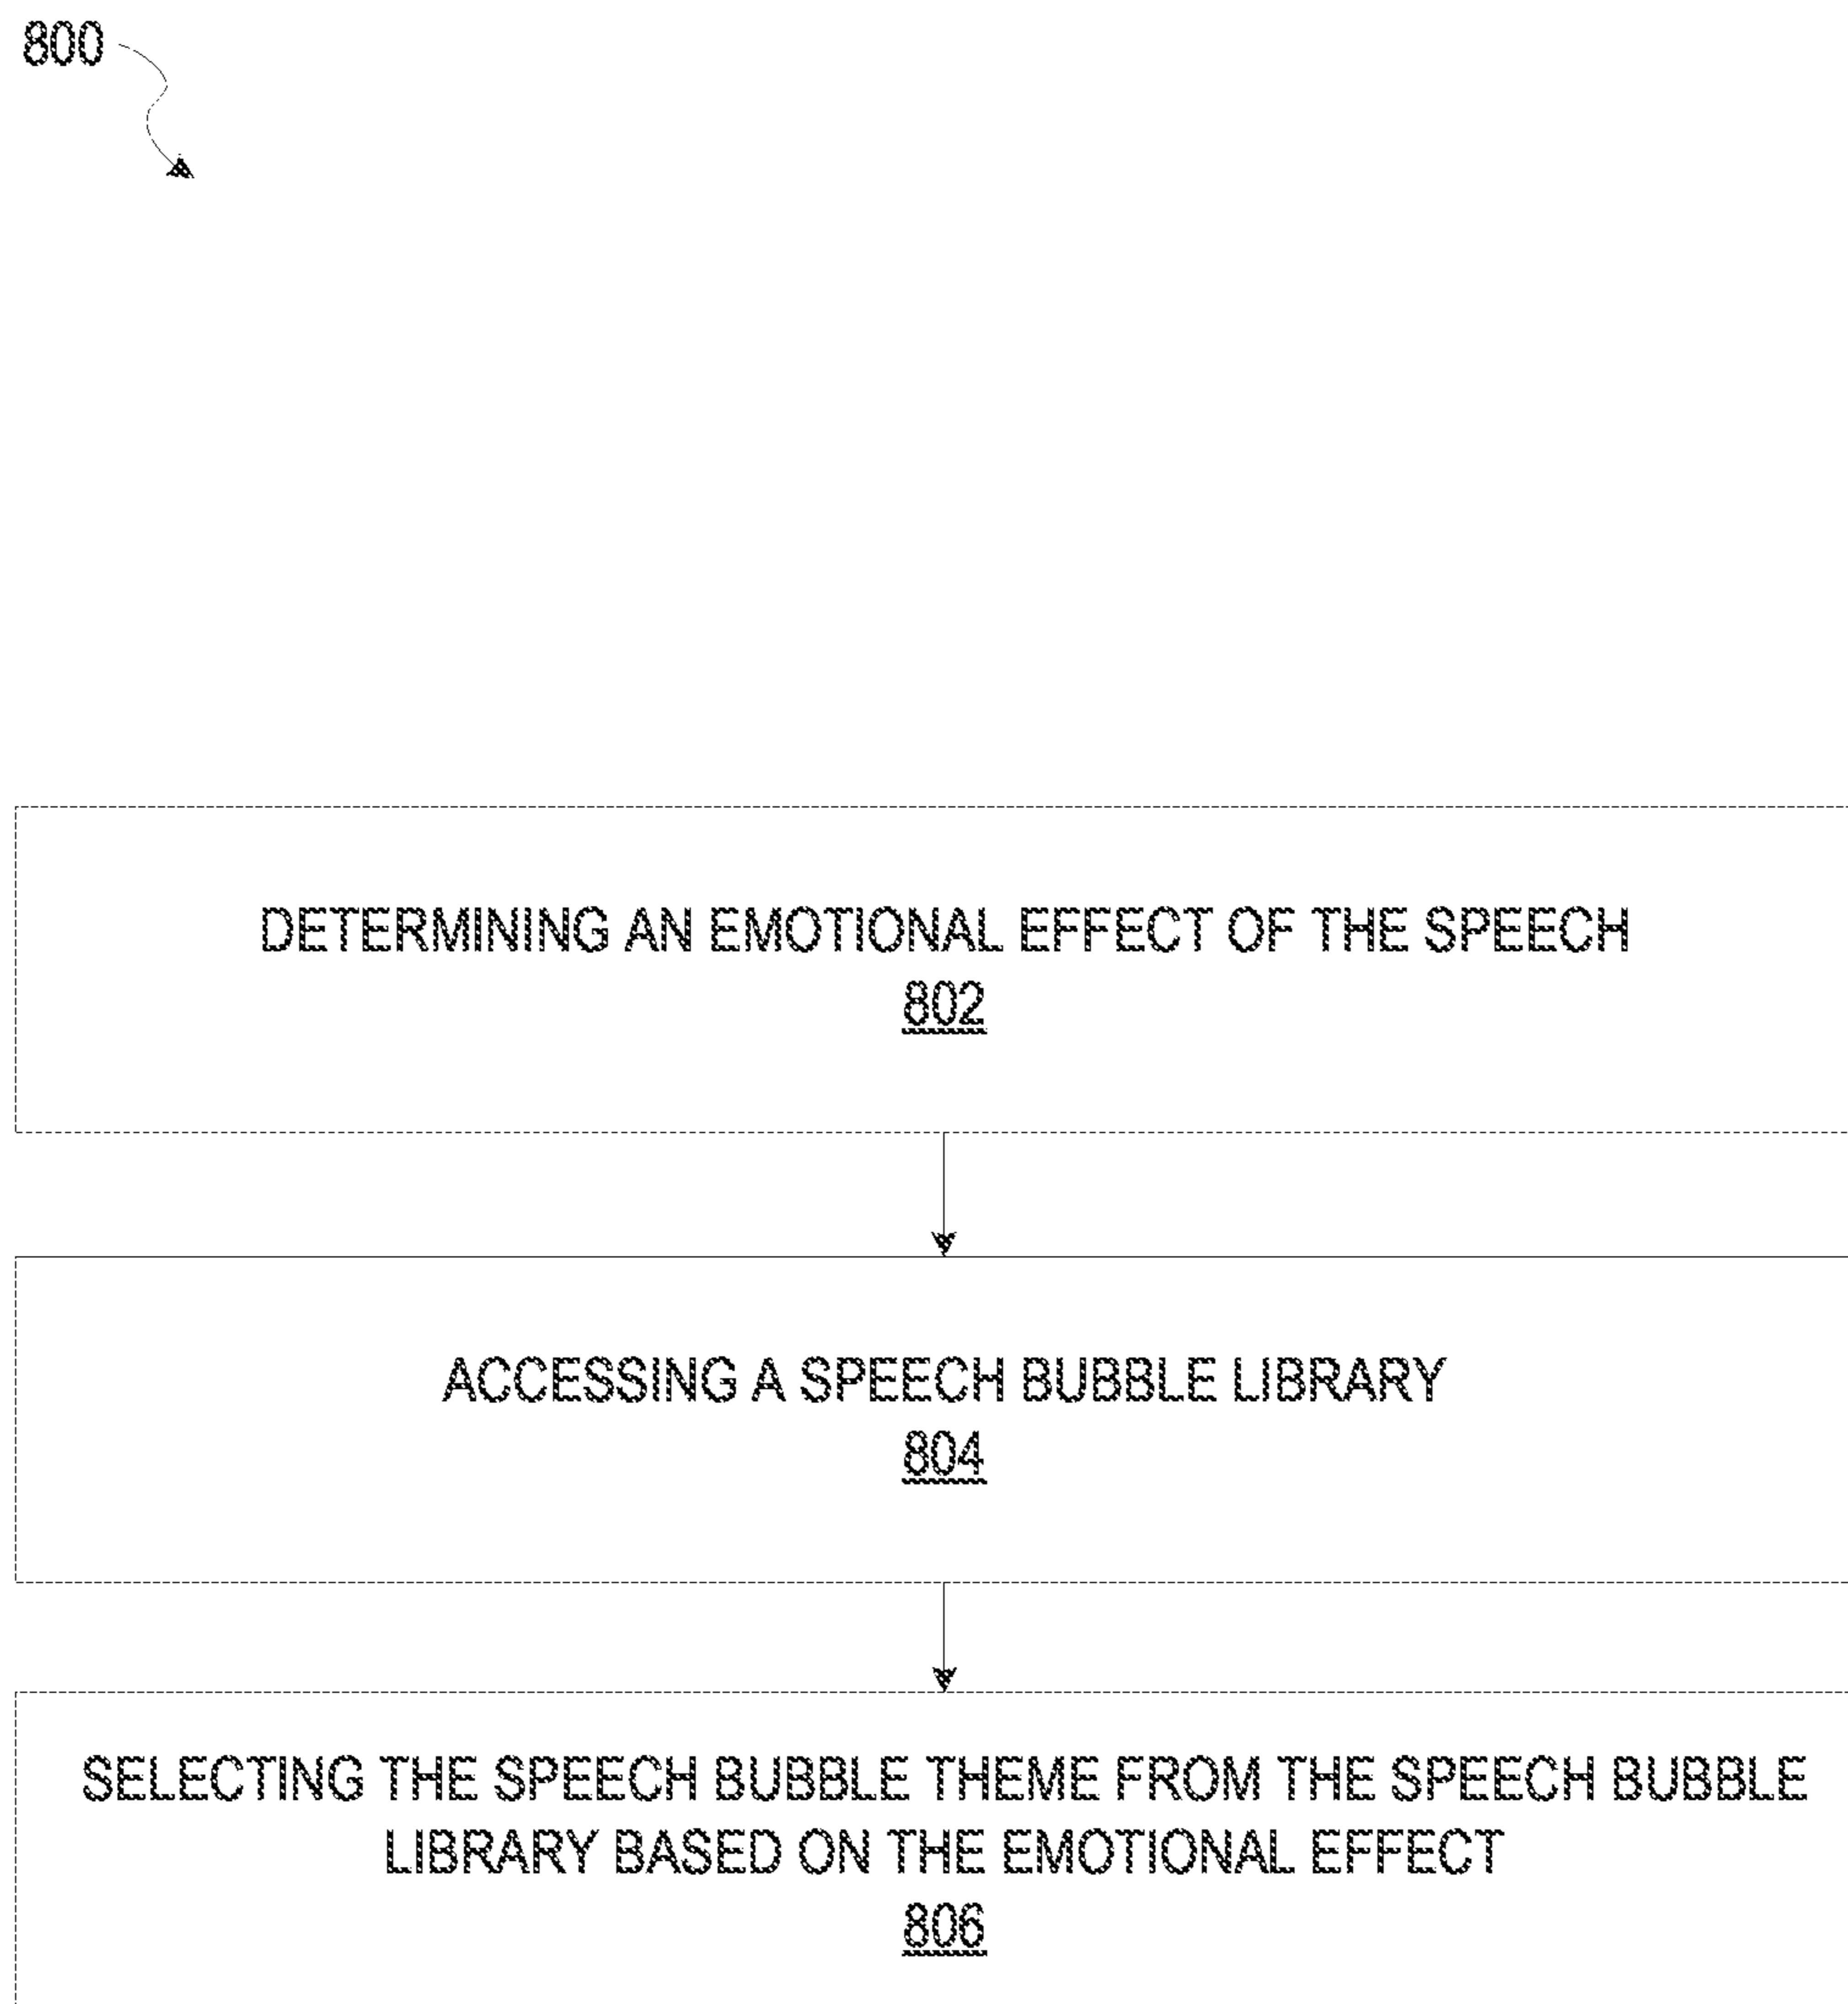 800
DETERMINING AN EMOTIONAL EFFECT OF THE SPEECH
802
ACCESSING A SPEECH BUBBLE LIBRARY
804
SELECTING THE SPEECH BUBBLE THEME FROM THE SPEECH BUBBLE
LIBRARY BASED ON THE EMOTIONAL EFFECT
806